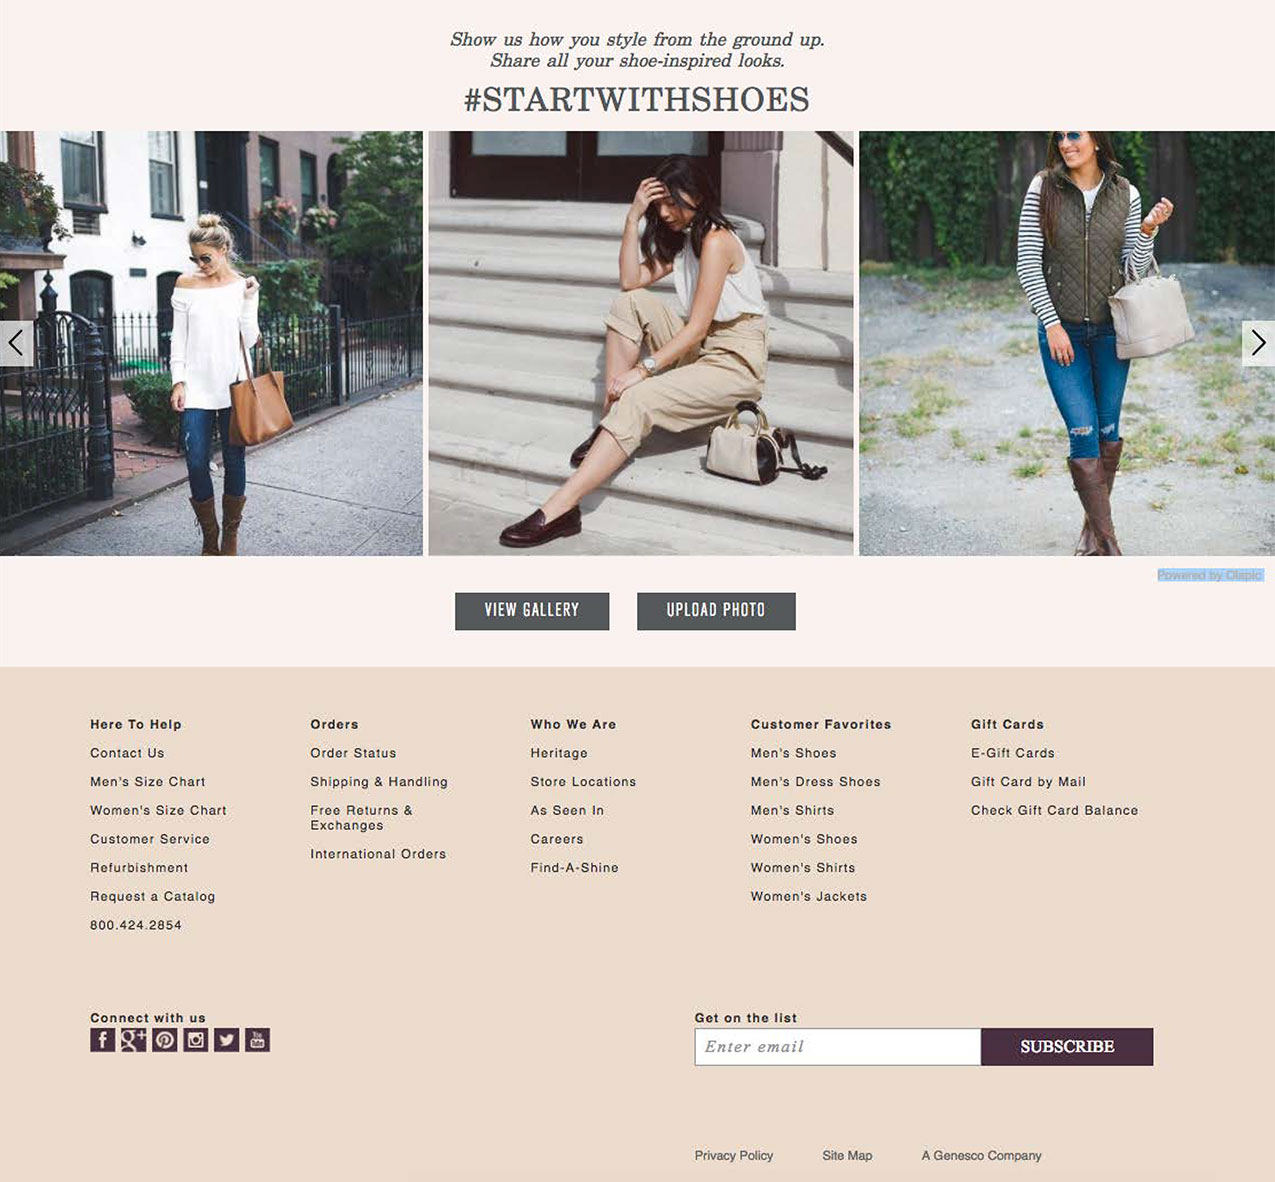 Show us how you style from the ground up.
Share all your shoe-inspired looks.
#STARTWITHSHOES
Powered by Olapic
VIEW GALLERY
UPLOAD PHOTO
Here To Help
Contact Us
Men's Size Chart
Women's Size Chart
Customer Service
Refurbishment
Request a Catalog
800.424.2854
Orders
Order Status
Shipping & Handling
Free Returns &
Exchanges
International Orders
Who We Are
Heritage
Store Locations
As Seen In
Careers
Find-A-Shine
Customer Favorites
Men's Shoes
Men's Dress Shoes
Men's Shirts
Women's Shoes
Women's Shirts
Women's Jackets
Gift Cards
E-Gift Cards
Gift Card by Mail
Check Gift Card Balance
Connect with us
f g+ You Tube
Get on the list
Enter email
SUBSCRIBE
Privacy Policy
Site Map
A Genesco Company